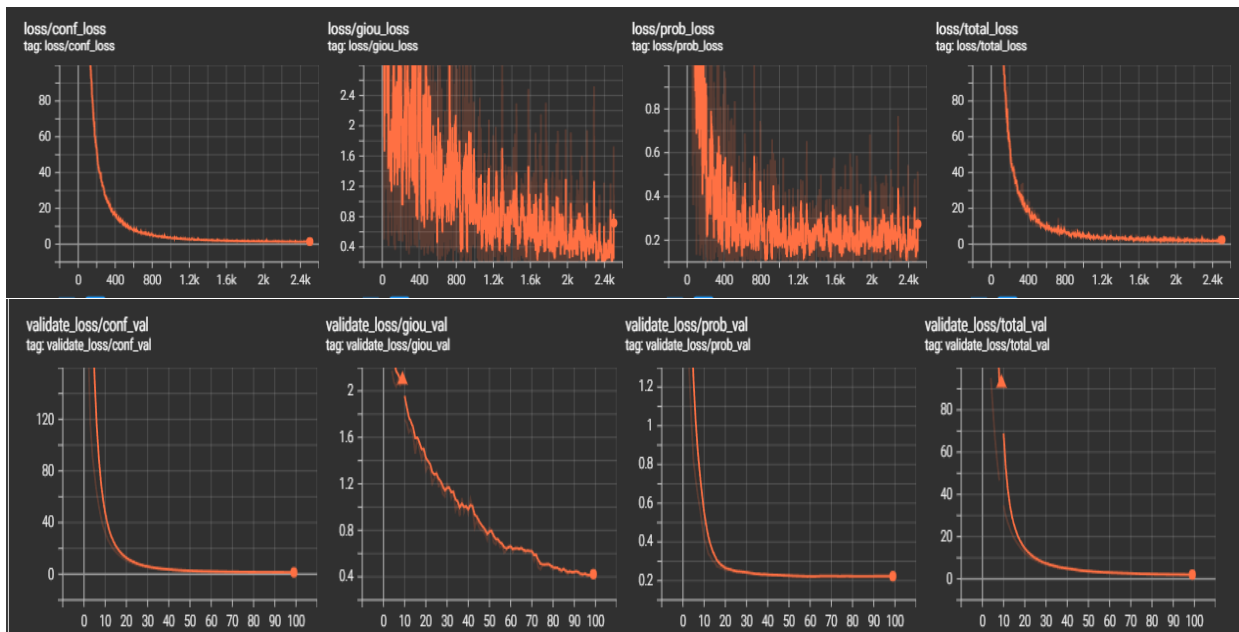 loss/conf_loss
tag: loss/conf_loss
80
60
40
20
0
0 400 800 1.2k 1.6k 2k 2.4k
loss/giou_loss
tag: loss/giou_loss
2.4
2
1.6
1.2
0.8
0.4
0 400 800 1.2k 1.6k 2k 2.4k
loss/prob_loss
tag: loss/prob_loss
1
0.8
0.6
0.4
0.2
0 400 800 1.2k 1.6k 2k 2.4k
loss/total_loss
tag: loss/total_loss
80
60
40
20
0
0 400 800 1.2k 1.6k 2k 2.4k
validate_loss/conf_val
tag: validate_loss/conf_val
120
80
40
0
0 10 20 30 40 50 60 70 80 90 100
validate_loss/giou_val
tag: validate_loss/giou_val
2
1.6
1.2
0.8
0.4
0 10 20 30 40 50 60 70 80 90 100
validate_loss/prob_val
tag: validate_loss/prob_val
1.2
1
0.8
0.6
0.4
0.2
0 10 20 30 40 50 60 70 80 90 100
validate_loss/total_val
tag: validate_loss/total_val
80
60
40
20
0
0 10 20 30 40 50 60 70 80 90 100